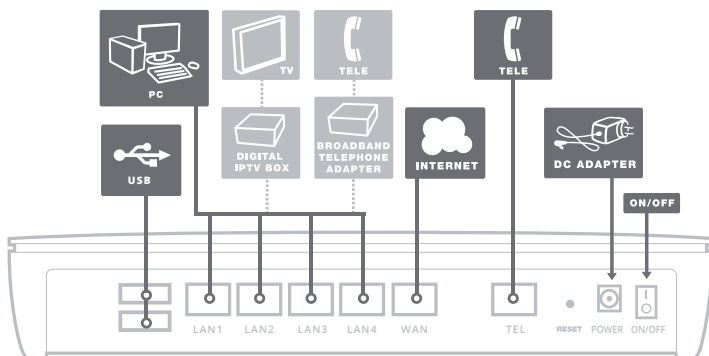 PC
TV
TELE
TELE
USB
DIGITAL
IPTV BOX
BROADBAND
TELEPHONE
ADAPTER
INTERNET
DC ADAPTER
ON/OFF
LAN1 LAN2 LAN3 LAN4 WAN TEL RESET POWER ON/OFF